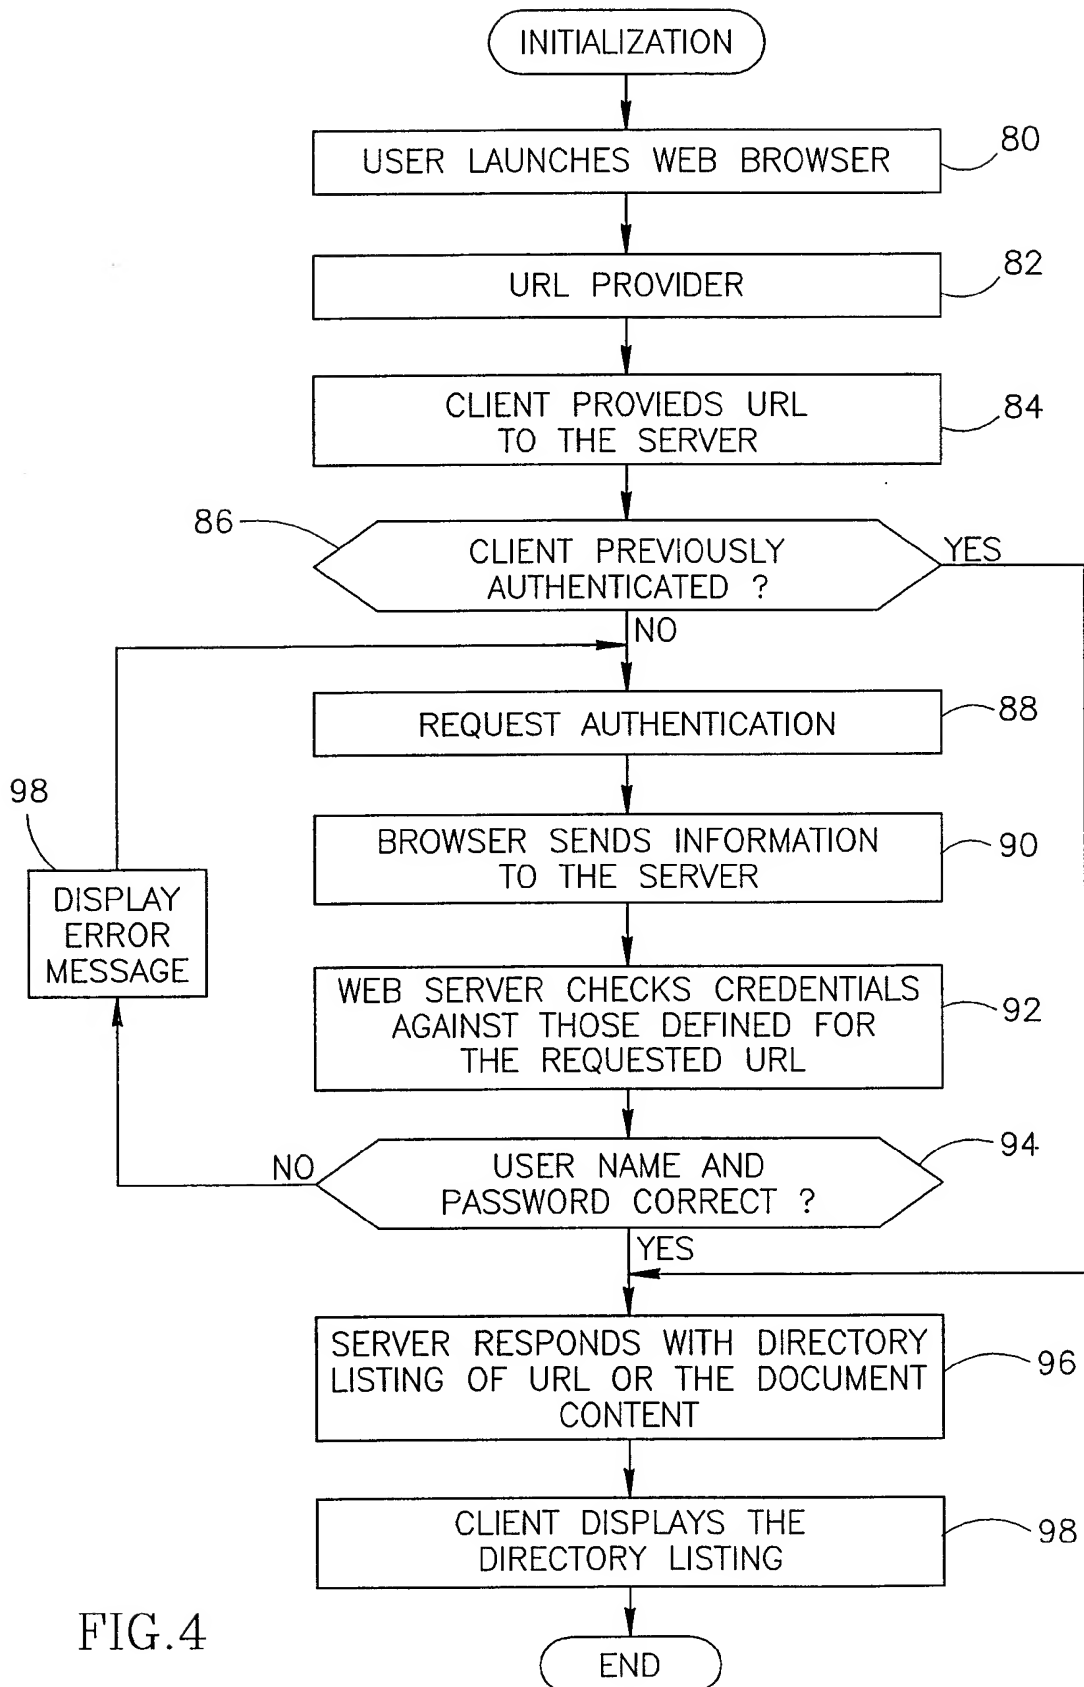 INITIALIZATION
USER LAUNCHES WEB BROWSER
80
URL PROVIDER
82
CLIENT PROVIEDS URL
TO THE SERVER
84
86
CLIENT PREVIOUSLY
AUTHENTICATED ?
YES
NO
REQUEST AUTHENTICATION
88
98
DISPLAY
ERROR
MESSAGE
BROWSER SENDS INFORMATION
TO THE SERVER
90
WEB SERVER CHECKS CREDENTIALS
AGAINST THOSE DEFINED FOR
THE REQUESTED URL
92
NO
USER NAME AND
PASSWORD CORRECT ?
94
YES
SERVER RESPONDS WITH DIRECTORY
LISTING OF URL OR THE DOCUMENT
CONTENT
96
CLIENT DISPLAYS THE
DIRECTORY LISTING
98
FIG.4
END